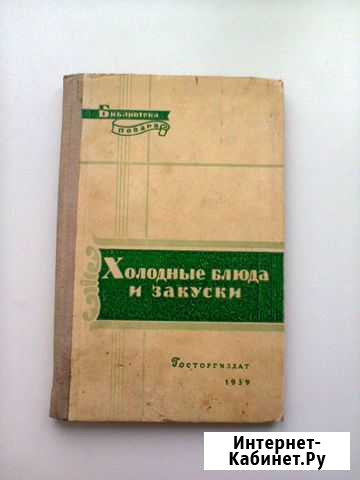 Библиотека
повара
Холодные блюда
и закуски
Госторгиздат
1959
Интернет-
Кабинет.Ру